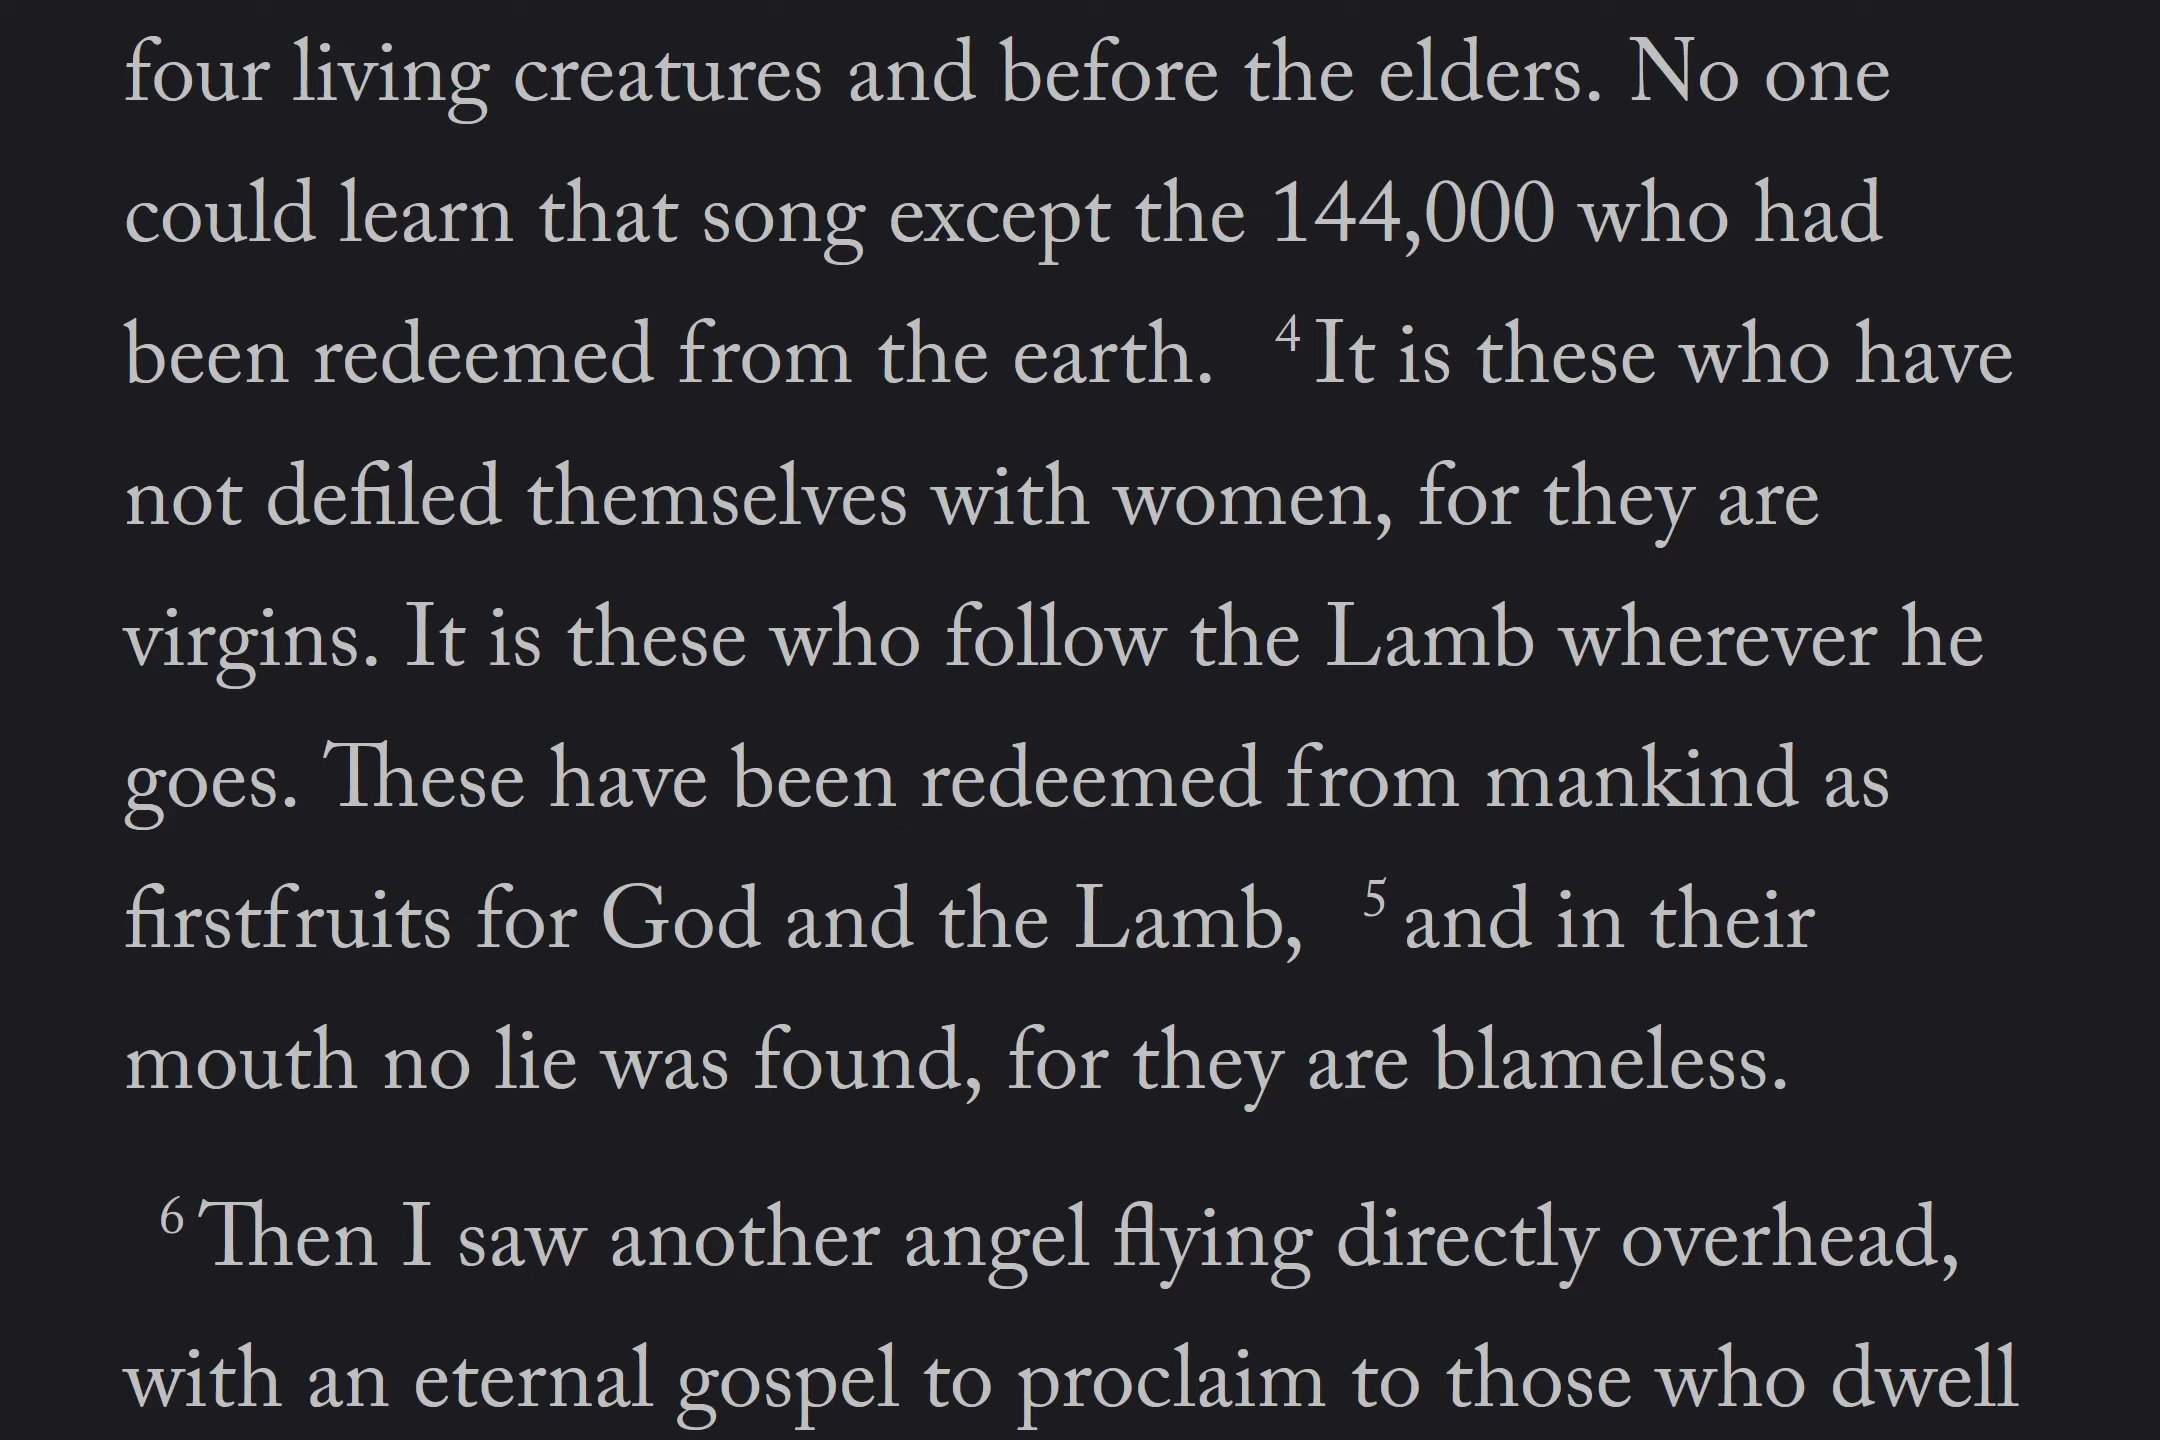 four living creatures and before the elders. No one
could learn that song except the 144,000 who had
been redeemed from the earth. 4 It is these who have
not defiled themselves with women, for they are
virgins. It is these who follow the Lamb wherever he
goes. These have been redeemed from mankind as
firstfruits for God and the Lamb, 5 and in their
mouth no lie was found, for they are blameless.
6 Then I saw another angel flying directly overhead,
with an eternal gospel to proclaim to those who dwell